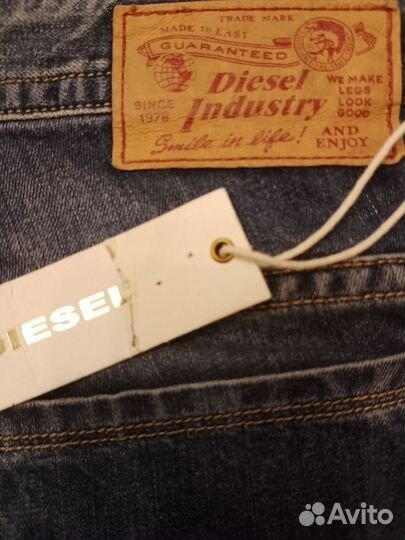 TRADE MARK
MADE TO LAST
GUARANTEED
Diesel
Industry
SINCE
1978
WE MAKE
LEGS
LOOK
GOOD
AND
ENJOY
Smile in life!
DIESEL
Avito